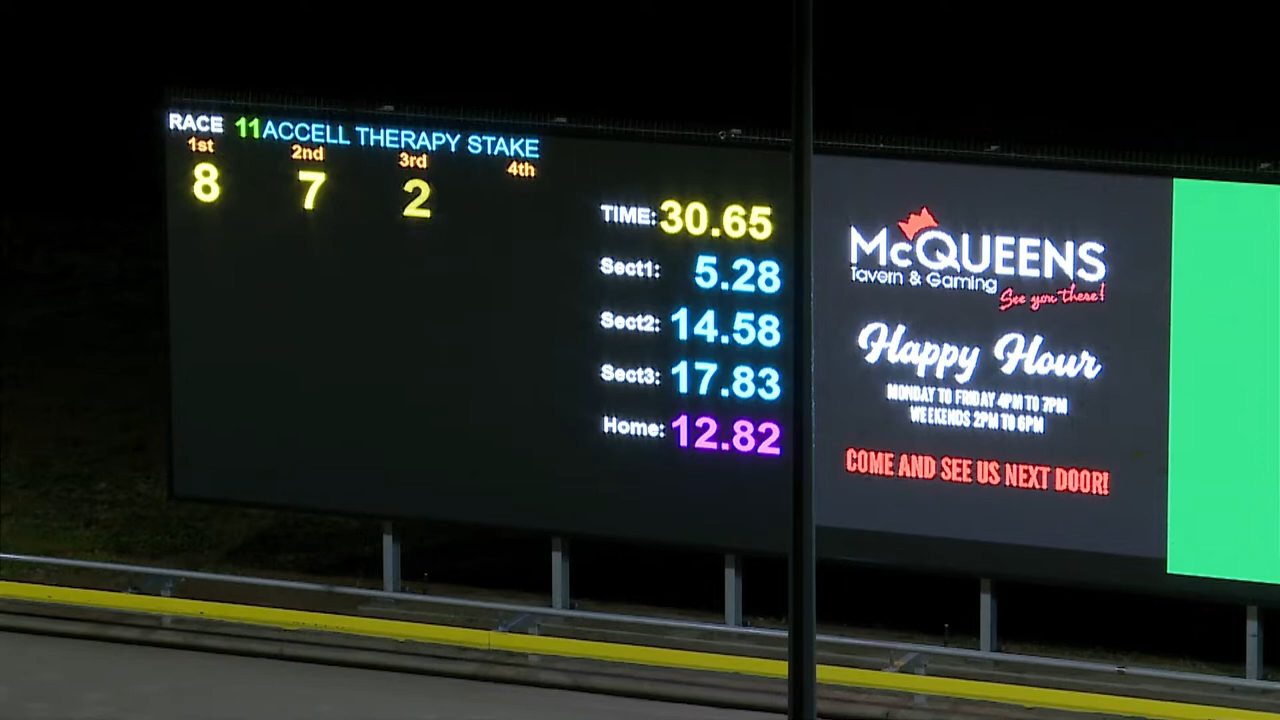 RACE 11 ACCELL THERAPY STAKE
1st 2nd 3rd 4th
8 7 2
TIME: 30.65
Sect1: 5.28
Sect2: 14.58
Sect3: 17.83
Home: 12.82
McQUEENS
Tavern & Gaming
See you there!
Happy Hour
MONDAY TO FRIDAY 4PM TO 7PM
WEEKENDS 2PM TO 6PM
COME AND SEE US NEXT DOOR!